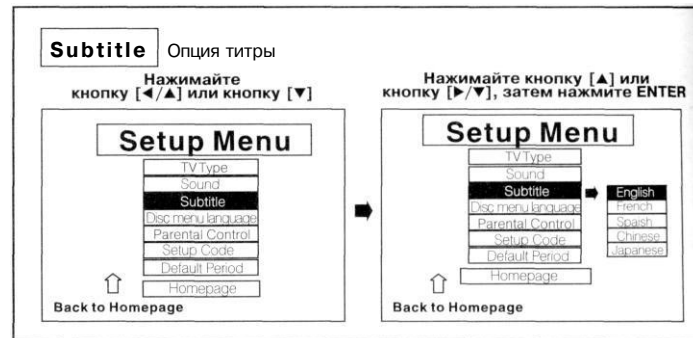 Subtitle Опция титры
Нажимайте
кнопку [◄/▲] или кнопку [▼]
Setup Menu
TV Type
Sound
Subtitle
Disc menu language
Parental Control
Setup Code
Default Period
Homepage
Back to Homepage
Нажимайте кнопку [▲] или
кнопку [►/▼], затем нажмите ENTER
Setup Menu
TV Type
Sound
Subtitle
English
Disc menu language
French
Parental Control
Spaish
Setup Code
Chinese
Default Period
Japanese
Homepage
Back to Homepage